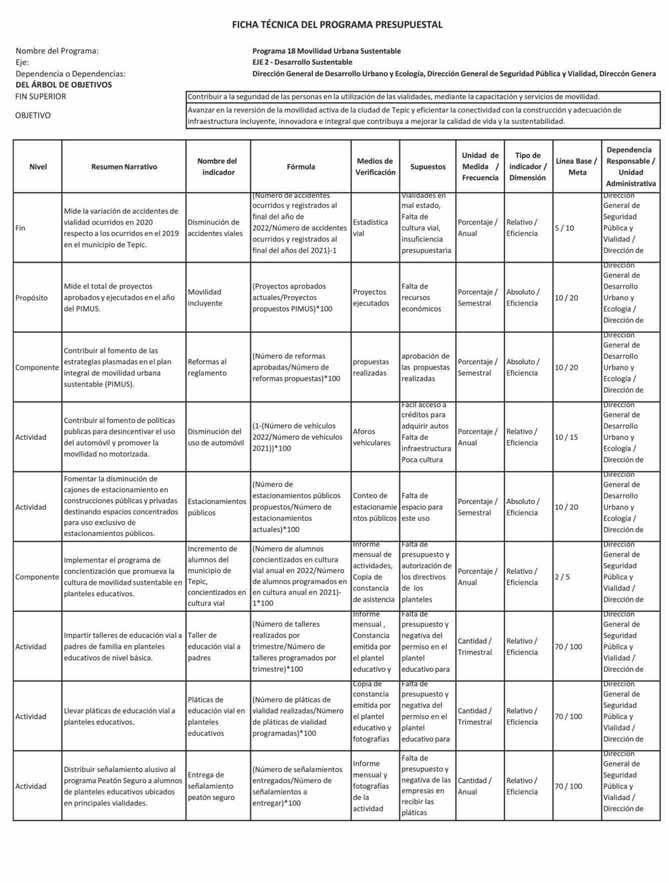 FICHA TÉCNICA DEL PROGRAMA PRESUPUESTAL
Nombre del Programa: Programa 18 Movilidad Urbana Sustentable
Eje: EJE 2 - Desarrollo Sustentable
Dependencia o Dependencias: Dirección General de Desarrollo Urbano y Ecología, Dirección General de Seguridad Pública y Vialidad, Direccón Genera
DEL ÁRBOL DE OBJETIVOS
FIN SUPERIOR Contribuir a la seguridad de las personas en la utilización de las vialidades, mediante la capacitación y servicios de movilidad.
OBJETIVO
Avanzar en la reversión de la movilidad activa de la ciudad de Tepic y eficientar la conectividad con la construcción y adecuación de
infraestructura incluyente, innovadora e integral que contribuya a mejorar la calidad de vida y la sustentabilidad.
Nivel
Resumen Narrativo
Nombre del
indicador
Fórmula
Medios de
Verificación
Supuestos
Unidad de
Medida /
Frecuencia
Tipo de
indicador /
Dimensión
Línea Base /
Meta
Dependencia
Responsable /
Unidad
Administrativa
Fin
Mide la variación de accidentes de
vialidad ocurridos en 2020
respecto a los ocurridos en el 2019
en el municipio de Tepic.
Disminución de
accidentes viales
(Número de accidentes
ocurridos y registrados al
final del año de
2022/Número de accidentes
ocurridos y registrados al
final del años del 2021)-1
Estadística
vial
Vialidades en
mal estado,
Falta de
cultura vial,
insuficiencia
presupuestaria
Porcentaje /
Anual
Relativo /
Eficiencia
5 / 10
Dirección
General de
Seguridad
Pública y
Vialidad /
Dirección de
Propósito
Mide el total de proyectos
aprobados y ejecutados en el año
del PIMUS.
Movilidad
incluyente
(Proyectos aprobados
actuales/Proyectos
propuestos PIMUS)*100
Proyectos
ejecutados
Falta de
recursos
económicos
Porcentaje /
Semestral
Absoluto /
Eficiencia
10 / 20
Dirección
General de
Desarrollo
Urbano y
Ecología /
Dirección de
Componente
Contribuir al fomento de las
estrategias plasmadas en el plan
integral de movilidad urbana
sustentable (PIMUS).
Reformas al
reglamento
(Número de reformas
aprobadas/Número de
reformas propuestas)*100
propuestas
realizadas
aprobación de
las propuestas
realizadas
Porcentaje /
Semestral
Absoluto /
Eficiencia
10 / 20
Dirección
General de
Desarrollo
Urbano y
Ecología /
Dirección de
Actividad
Contribuir al fomento de políticas
publicas para desincentivar el uso
del automóvil y promover la
movilidad no motorizada.
Disminución del
uso de automóvil
(1-(Número de vehículos
2022/Número de vehículos
2021))*100
Aforos
vehiculares
Fácil acceso a
créditos para
adquirir autos
Falta de
infraestructura
Poca cultura
Porcentaje /
Anual
Relativo /
Eficiencia
10 / 15
Dirección
General de
Desarrollo
Urbano y
Ecología /
Dirección de
Actividad
Fomentar la disminución de
cajones de estacionamiento en
construcciones públicas y privadas
destinando espacios concentrados
para uso exclusivo de
estacionamientos públicos.
Estacionamientos
públicos
(Número de
estacionamientos públicos
propuestos/Número de
estacionamientos
actuales)*100
Conteo de
estacionamie
ntos públicos
Falta de
espacio para
este uso
Porcentaje /
Semestral
Absoluto /
Eficiencia
10 / 20
Dirección
General de
Desarrollo
Urbano y
Ecología /
Dirección de
Componente
Implementar el programa de
concientización que promueva la
cultura de movilidad sustentable en
planteles educativos.
Incremento de
alumnos del
municipio de
Tepic,
concientizados en
cultura vial
(Número de alumnos
concientizados en cultura
vial anual en 2022/Número
de alumnos programados en
en cultura anual en 2021)-
1*100
Informe
mensual de
actividades,
Copia de
constancia
de asistencia
Falta de
presupuesto y
autorización de
los directivos
de los
planteles
Porcentaje /
Anual
Relativo /
Eficiencia
2 / 5
Dirección
General de
Seguridad
Pública y
Vialidad /
Dirección de
Actividad
Impartir talleres de educación vial a
padres de familia en planteles
educativos de nivel básica.
Taller de
educación vial a
padres
(Número de talleres
realizados por
trimestre/Número de
talleres programados por
trimestre)*100
Informe
mensual ,
Constancia
emitida por
el plantel
educativo y
Falta de
presupuesto y
negativa del
permiso en el
plantel
educativo para
Cantidad /
Trimestral
Relativo /
Eficiencia
70 / 100
Dirección
General de
Seguridad
Pública y
Vialidad /
Dirección de
Actividad
Llevar pláticas de educación vial a
planteles educativos.
Pláticas de
educación vial en
planteles
educativos
(Número de pláticas de
vialidad realizadas/Número
de pláticas de vialidad
programadas)*100
Copia de
constancia
emitida por
el plantel
educativo y
fotografías
Falta de
presupuesto y
negativa del
permiso en el
plantel
educativo para
Cantidad /
Trimestral
Relativo /
Eficiencia
70 / 100
Dirección
General de
Seguridad
Pública y
Vialidad /
Dirección de
Actividad
Distribuir señalamiento alusivo al
programa Peatón Seguro a alumnos
de planteles educativos ubicados
en principales vialidades.
Entrega de
señalamiento
peatón seguro
(Número de señalamientos
entregados/Número de
señalamientos a
entregar)*100
Informe
mensual y
fotografías
de la
actividad
Falta de
presupuesto y
negativa de las
empresas en
recibir las
pláticas
Cantidad /
Anual
Relativo /
Eficiencia
70 / 100
Dirección
General de
Seguridad
Pública y
Vialidad /
Dirección de